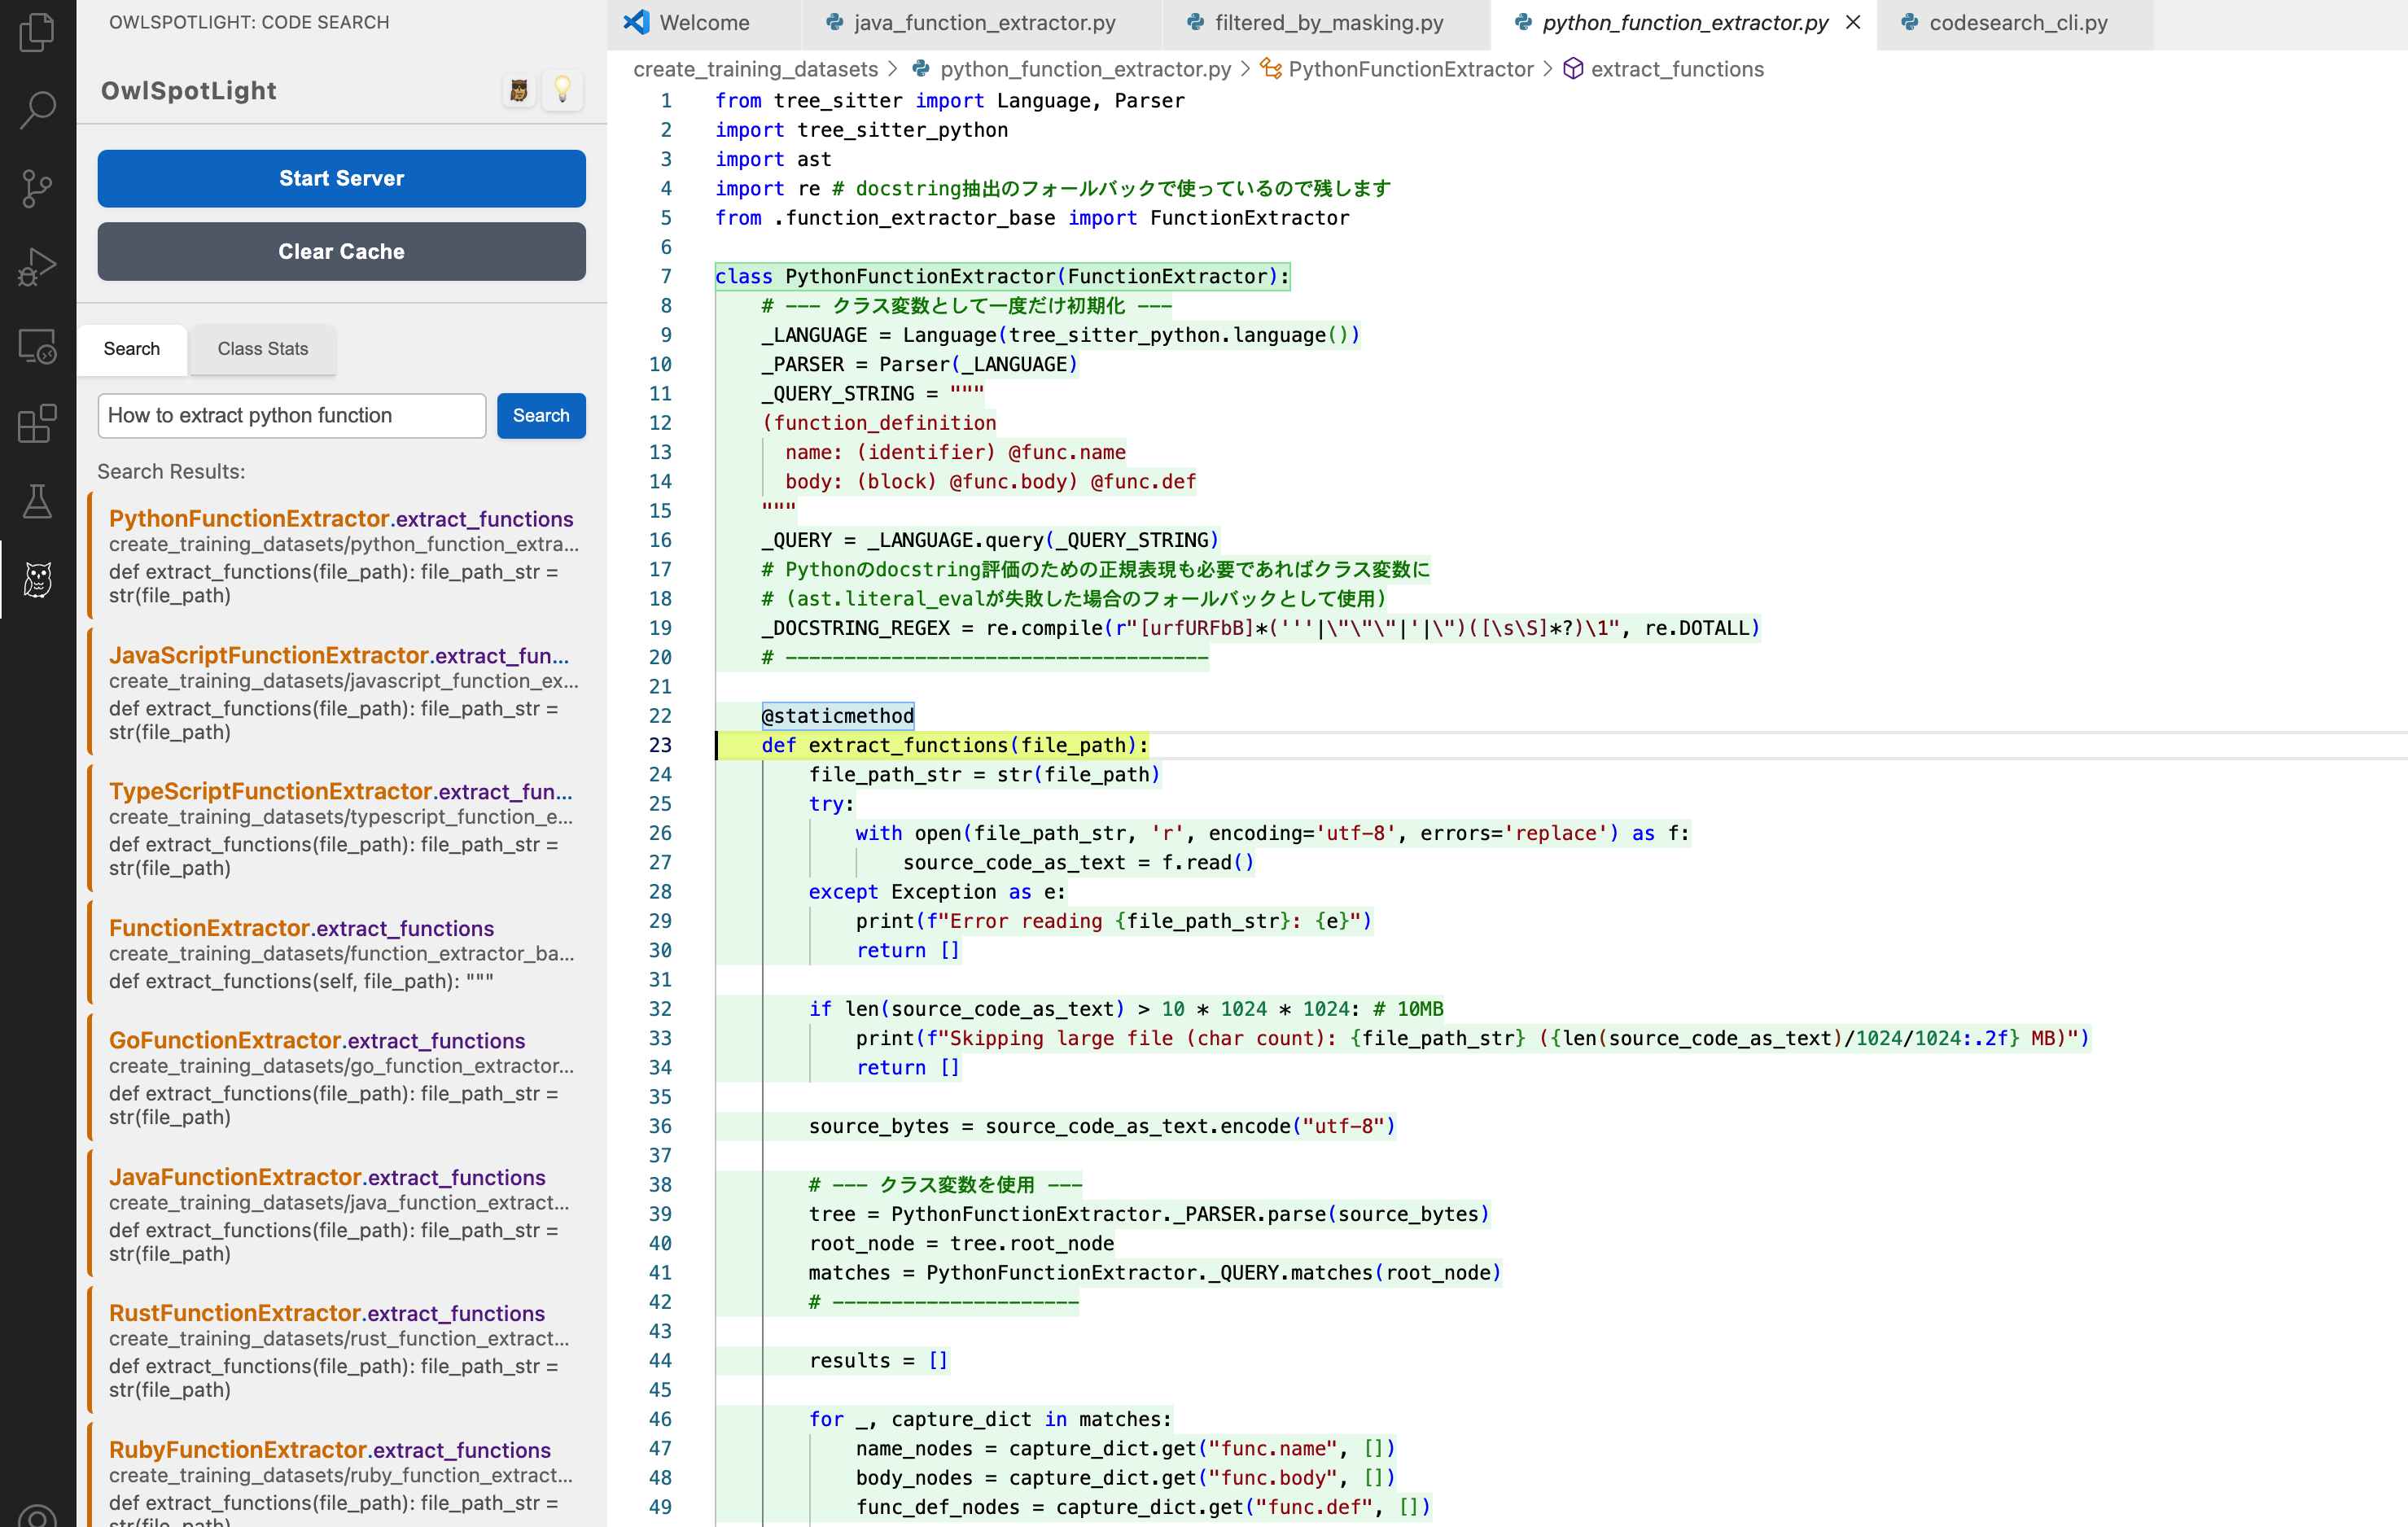 OWLSPOTLIGHT: CODE SEARCH
OwlSpotLight
Start Server
Clear Cache
Search
Class Stats
How to extract python function
Search
Search Results:
PythonFunctionExtractor.extract_functions
create_training_datasets/python_function_extra...
def extract_functions(file_path): file_path_str =
str(file_path)
JavaScriptFunctionExtractor.extract_fun...
create_training_datasets/javascript_function_ex...
def extract_functions(file_path): file_path_str =
str(file_path)
TypeScriptFunctionExtractor.extract_fun...
create_training_datasets/typescript_function_e...
def extract_functions(file_path): file_path_str =
str(file_path)
FunctionExtractor.extract_functions
create_training_datasets/function_extractor_ba...
def extract_functions(self, file_path): """
GoFunctionExtractor.extract_functions
create_training_datasets/go_function_extractor...
def extract_functions(file_path): file_path_str =
str(file_path)
JavaFunctionExtractor.extract_functions
create_training_datasets/java_function_extract...
def extract_functions(file_path): file_path_str =
str(file_path)
RustFunctionExtractor.extract_functions
create_training_datasets/rust_function_extract...
def extract_functions(file_path): file_path_str =
str(file_path)
RubyFunctionExtractor.extract_functions
create_training_datasets/ruby_function_extract...
def extract_functions(file_path): file_path_str =
str(file_path)
Welcome
java_function_extractor.py
filtered_by_masking.py
python_function_extractor.py
codesearch_cli.py
create_training_datasets > python_function_extractor.py > PythonFunctionExtractor > extract_functions
1 from tree_sitter import Language, Parser
2 import tree_sitter_python
3 import ast
4 import re # docstring抽出のフォールバックで使っているので残します
5 from .function_extractor_base import FunctionExtractor
6
7 class PythonFunctionExtractor(FunctionExtractor):
8     # --- クラス変数として一度だけ初期化 ---
9     _LANGUAGE = Language(tree_sitter_python.language())
10     _PARSER = Parser(_LANGUAGE)
11     _QUERY_STRING = """
12     (function_definition
13       name: (identifier) @func.name
14       body: (block) @func.body) @func.def
15     """
16     _QUERY = _LANGUAGE.query(_QUERY_STRING)
17     # Pythonのdocstring評価のための正規表現も必要であればクラス変数に
18     # (ast.literal_evalが失敗した場合のフォールバックとして使用)
19     _DOCSTRING_REGEX = re.compile(r"[urfURFbB]*('''|\"\"\"|'|\")([\s\S]*?)\1", re.DOTALL)
20     # ------------------------------------
21
22     @staticmethod
23     def extract_functions(file_path):
24         file_path_str = str(file_path)
25         try:
26             with open(file_path_str, 'r', encoding='utf-8', errors='replace') as f:
27                 source_code_as_text = f.read()
28         except Exception as e:
29             print(f"Error reading {file_path_str}: {e}")
30             return []
31
32         if len(source_code_as_text) > 10 * 1024 * 1024: # 10MB
33             print(f"Skipping large file (char count): {file_path_str} ({len(source_code_as_text)/1024/1024:.2f} MB)")
34             return []
35
36         source_bytes = source_code_as_text.encode("utf-8")
37
38         # --- クラス変数を使用 ---
39         tree = PythonFunctionExtractor._PARSER.parse(source_bytes)
40         root_node = tree.root_node
41         matches = PythonFunctionExtractor._QUERY.matches(root_node)
42         # ---------------------
43
44         results = []
45
46         for _, capture_dict in matches:
47             name_nodes = capture_dict.get("func.name", [])
48             body_nodes = capture_dict.get("func.body", [])
49             func_def_nodes = capture_dict.get("func.def", [])